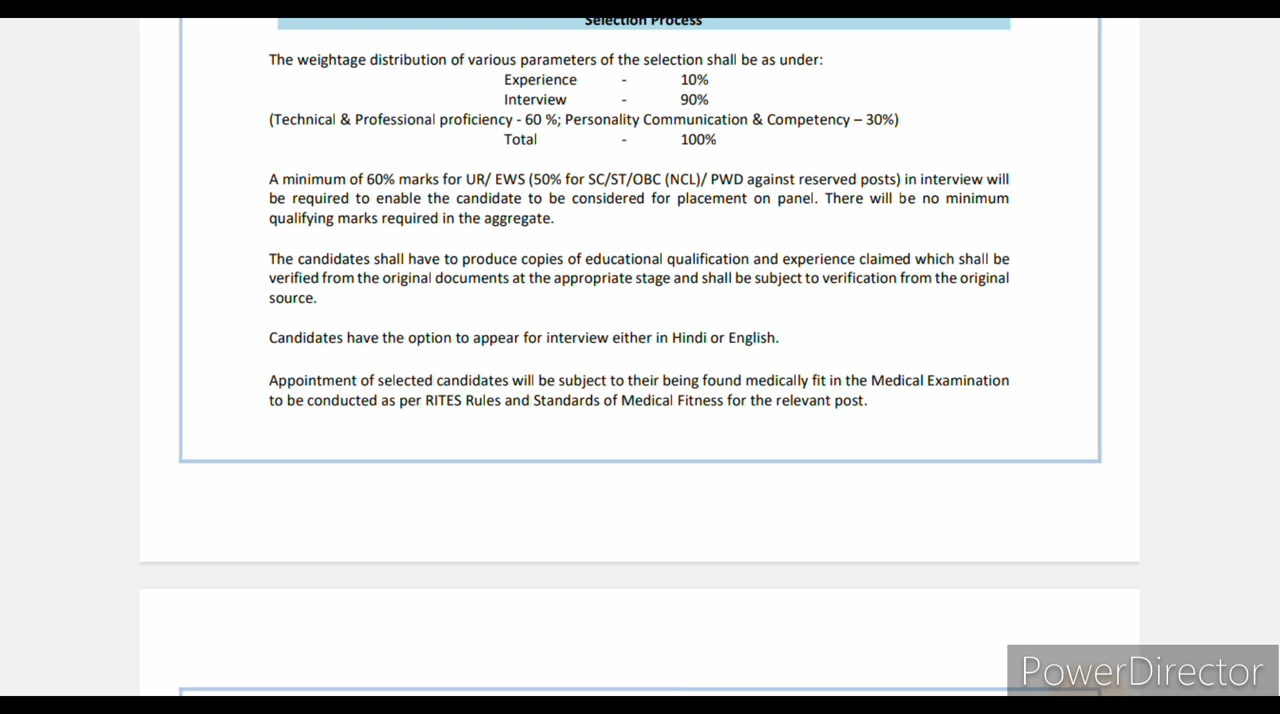 Selection Process
The weightage distribution of various parameters of the selection shall be as under:
Experience - 10%
Interview - 90%
(Technical & Professional proficiency - 60 %; Personality Communication & Competency – 30%)
Total - 100%
A minimum of 60% marks for UR/ EWS (50% for SC/ST/OBC (NCL)/ PWD against reserved posts) in interview will
be required to enable the candidate to be considered for placement on panel. There will be no minimum
qualifying marks required in the aggregate.
The candidates shall have to produce copies of educational qualification and experience claimed which shall be
verified from the original documents at the appropriate stage and shall be subject to verification from the original
source.
Candidates have the option to appear for interview either in Hindi or English.
Appointment of selected candidates will be subject to their being found medically fit in the Medical Examination
to be conducted as per RITES Rules and Standards of Medical Fitness for the relevant post.
PowerDirector